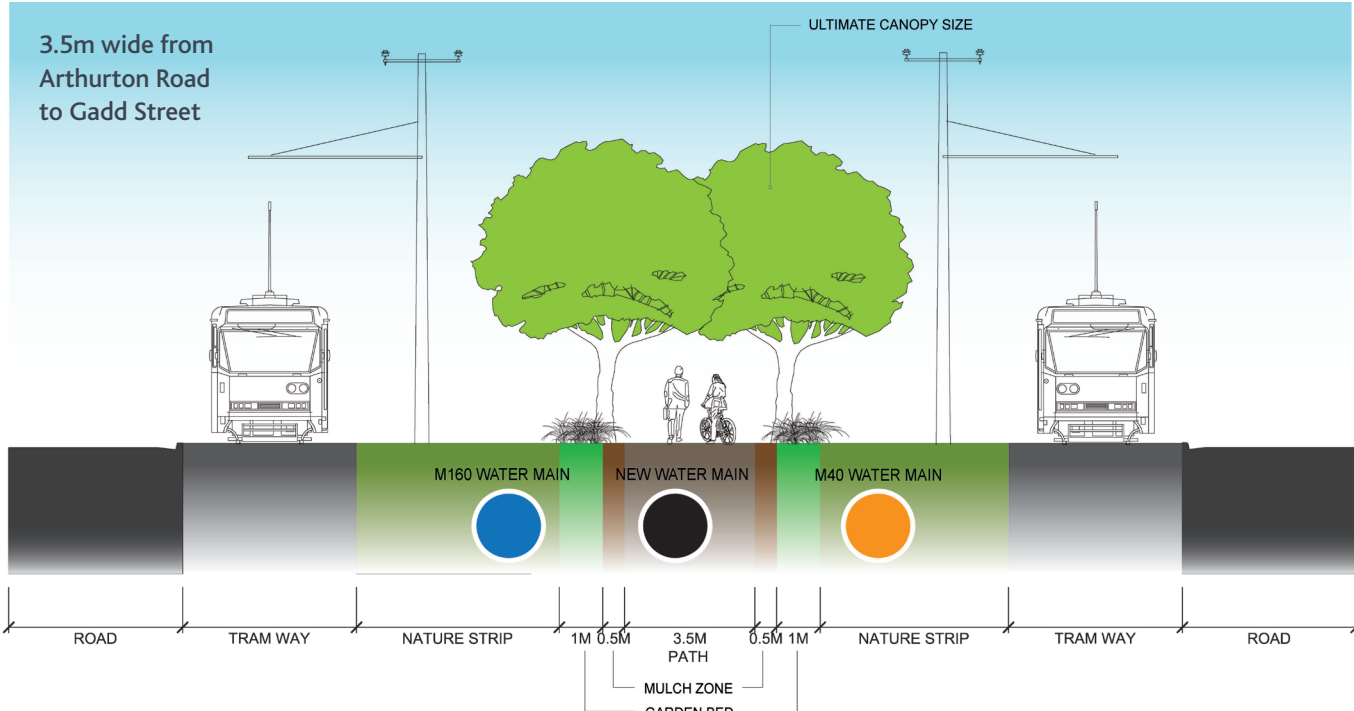 3.5m wide from
Arthurton Road
to Gadd Street
ULTIMATE CANOPY SIZE
M160 WATER MAIN
NEW WATER MAIN
M40 WATER MAIN
ROAD
TRAM WAY
NATURE STRIP
1M
0.5M
3.5M
PATH
0.5M
1M
NATURE STRIP
TRAM WAY
ROAD
MULCH ZONE
GARDEN BED